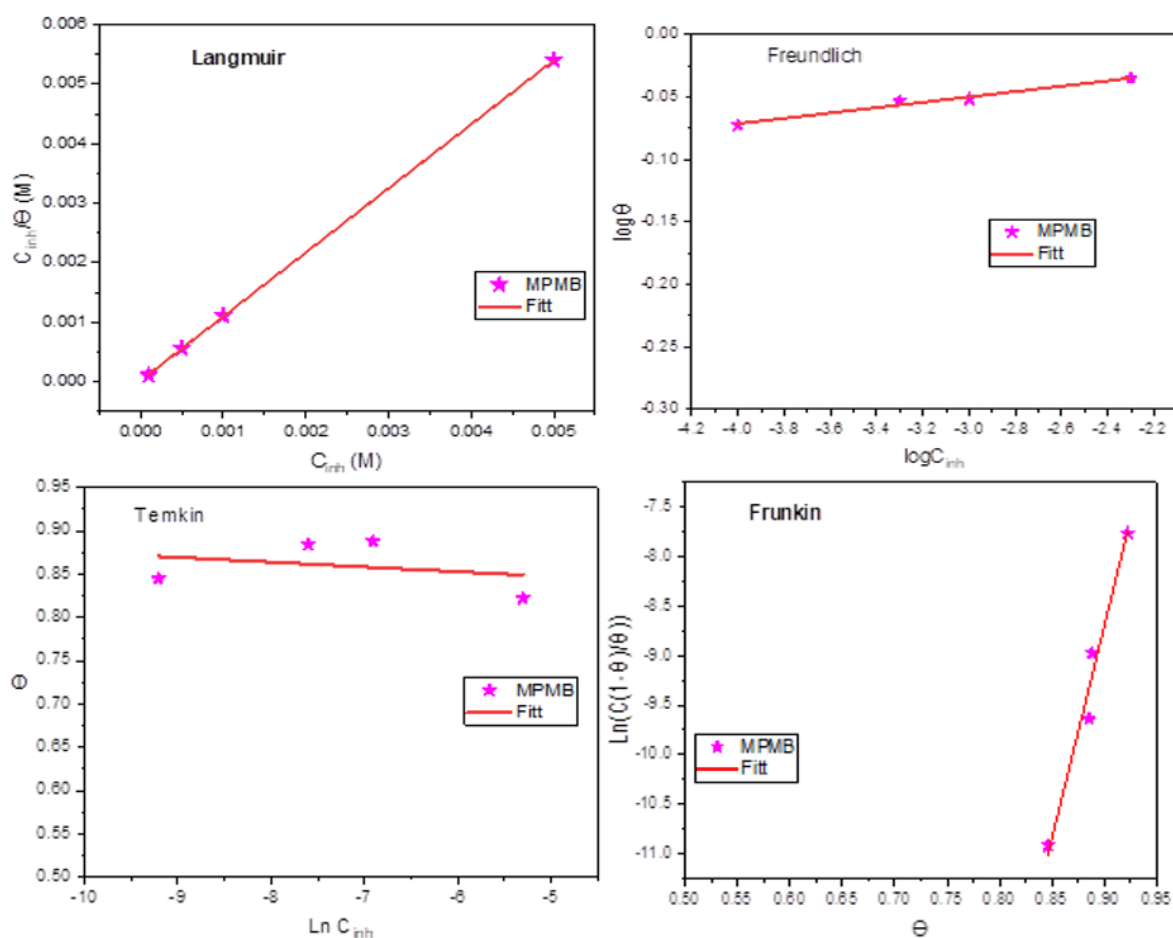 Langmuir
C_inh/Θ (M)
0.006
0.005
0.004
0.003
0.002
0.001
0.000
MPMB
Fitt
0.000 0.001 0.002 0.003 0.004 0.005
C_inh (M)
Freundlich
logθ
0.00
-0.05
-0.10
-0.15
-0.20
-0.25
-0.30
MPMB
Fitt
-4.2 -4.0 -3.8 -3.6 -3.4 -3.2 -3.0 -2.8 -2.6 -2.4 -2.2
logC_inh
Temkin
Θ
0.95
0.90
0.85
0.80
0.75
0.70
0.65
0.60
0.55
0.50
MPMB
Fitt
-10 -9 -8 -7 -6 -5
Ln C_inh
Frunkin
Ln(C(1-θ)/θ))
-7.5
-8.0
-8.5
-9.0
-9.5
-10.0
-10.5
-11.0
MPMB
Fitt
0.50 0.55 0.60 0.65 0.70 0.75 0.80 0.85 0.90 0.95
Θ